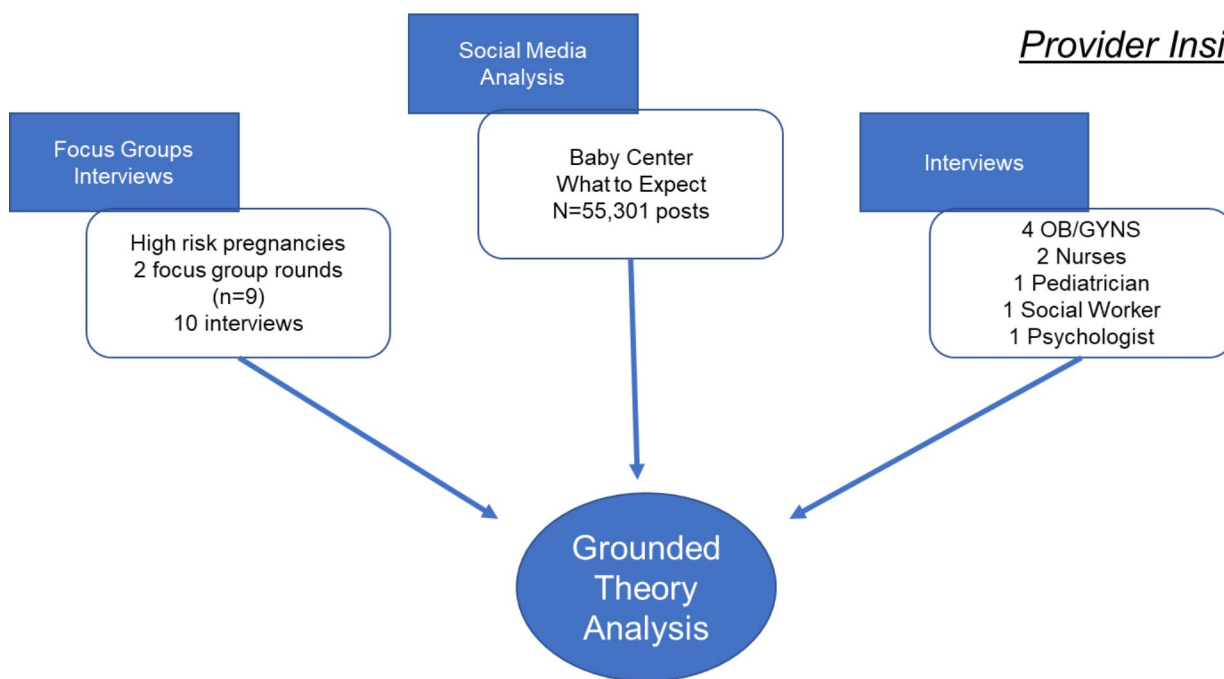 Provider Insi
Social Media
Analysis
Baby Center
What to Expect
N=55,301 posts
Focus Groups
Interviews
High risk pregnancies
2 focus group rounds
(n=9)
10 interviews
Interviews
4 OB/GYNS
2 Nurses
1 Pediatrician
1 Social Worker
1 Psychologist
Grounded
Theory
Analysis